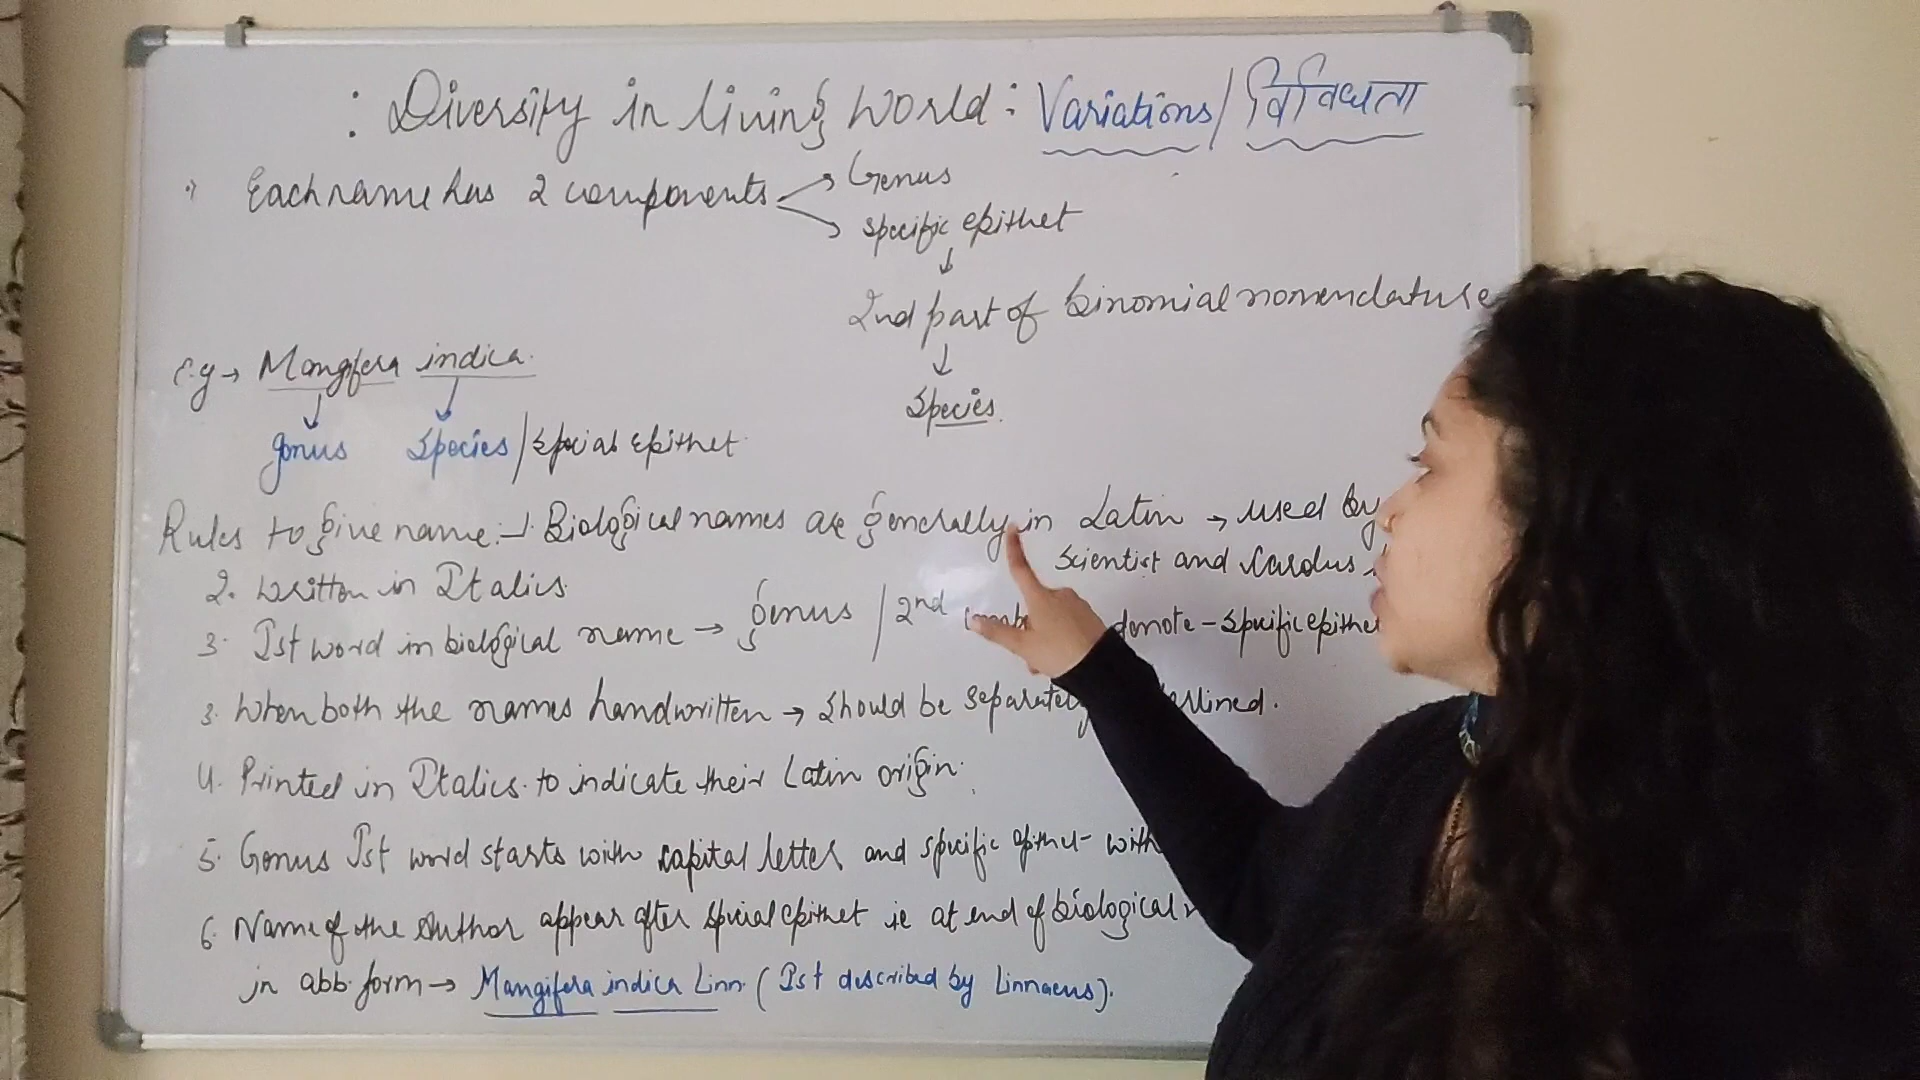 : Diversity in living World : Variations / विविधता
Each name has 2 components → Genus
→ specific epithet
↓
2nd part of binomial nomenclature
↓
Species.
e.g → Mangifera indica.
genus Species / special epithet
Rules to give name :- 1. Biological names are generally in Latin → used by
Scientist and
2. Written in Italics.
3. Ist word in biological name → genus / 2nd denote - specific epithet
3. When both the names handwritten → should be separately
4. Printed in Italics. to indicate their Latin origin.
5. Genus Ist word starts with capital letter and specific epithet - with
6. Name of the Author appear after special epithet ie at end of biological
in abb. form → Mangifera indica Linn. ( Ist described by Linnaeus).